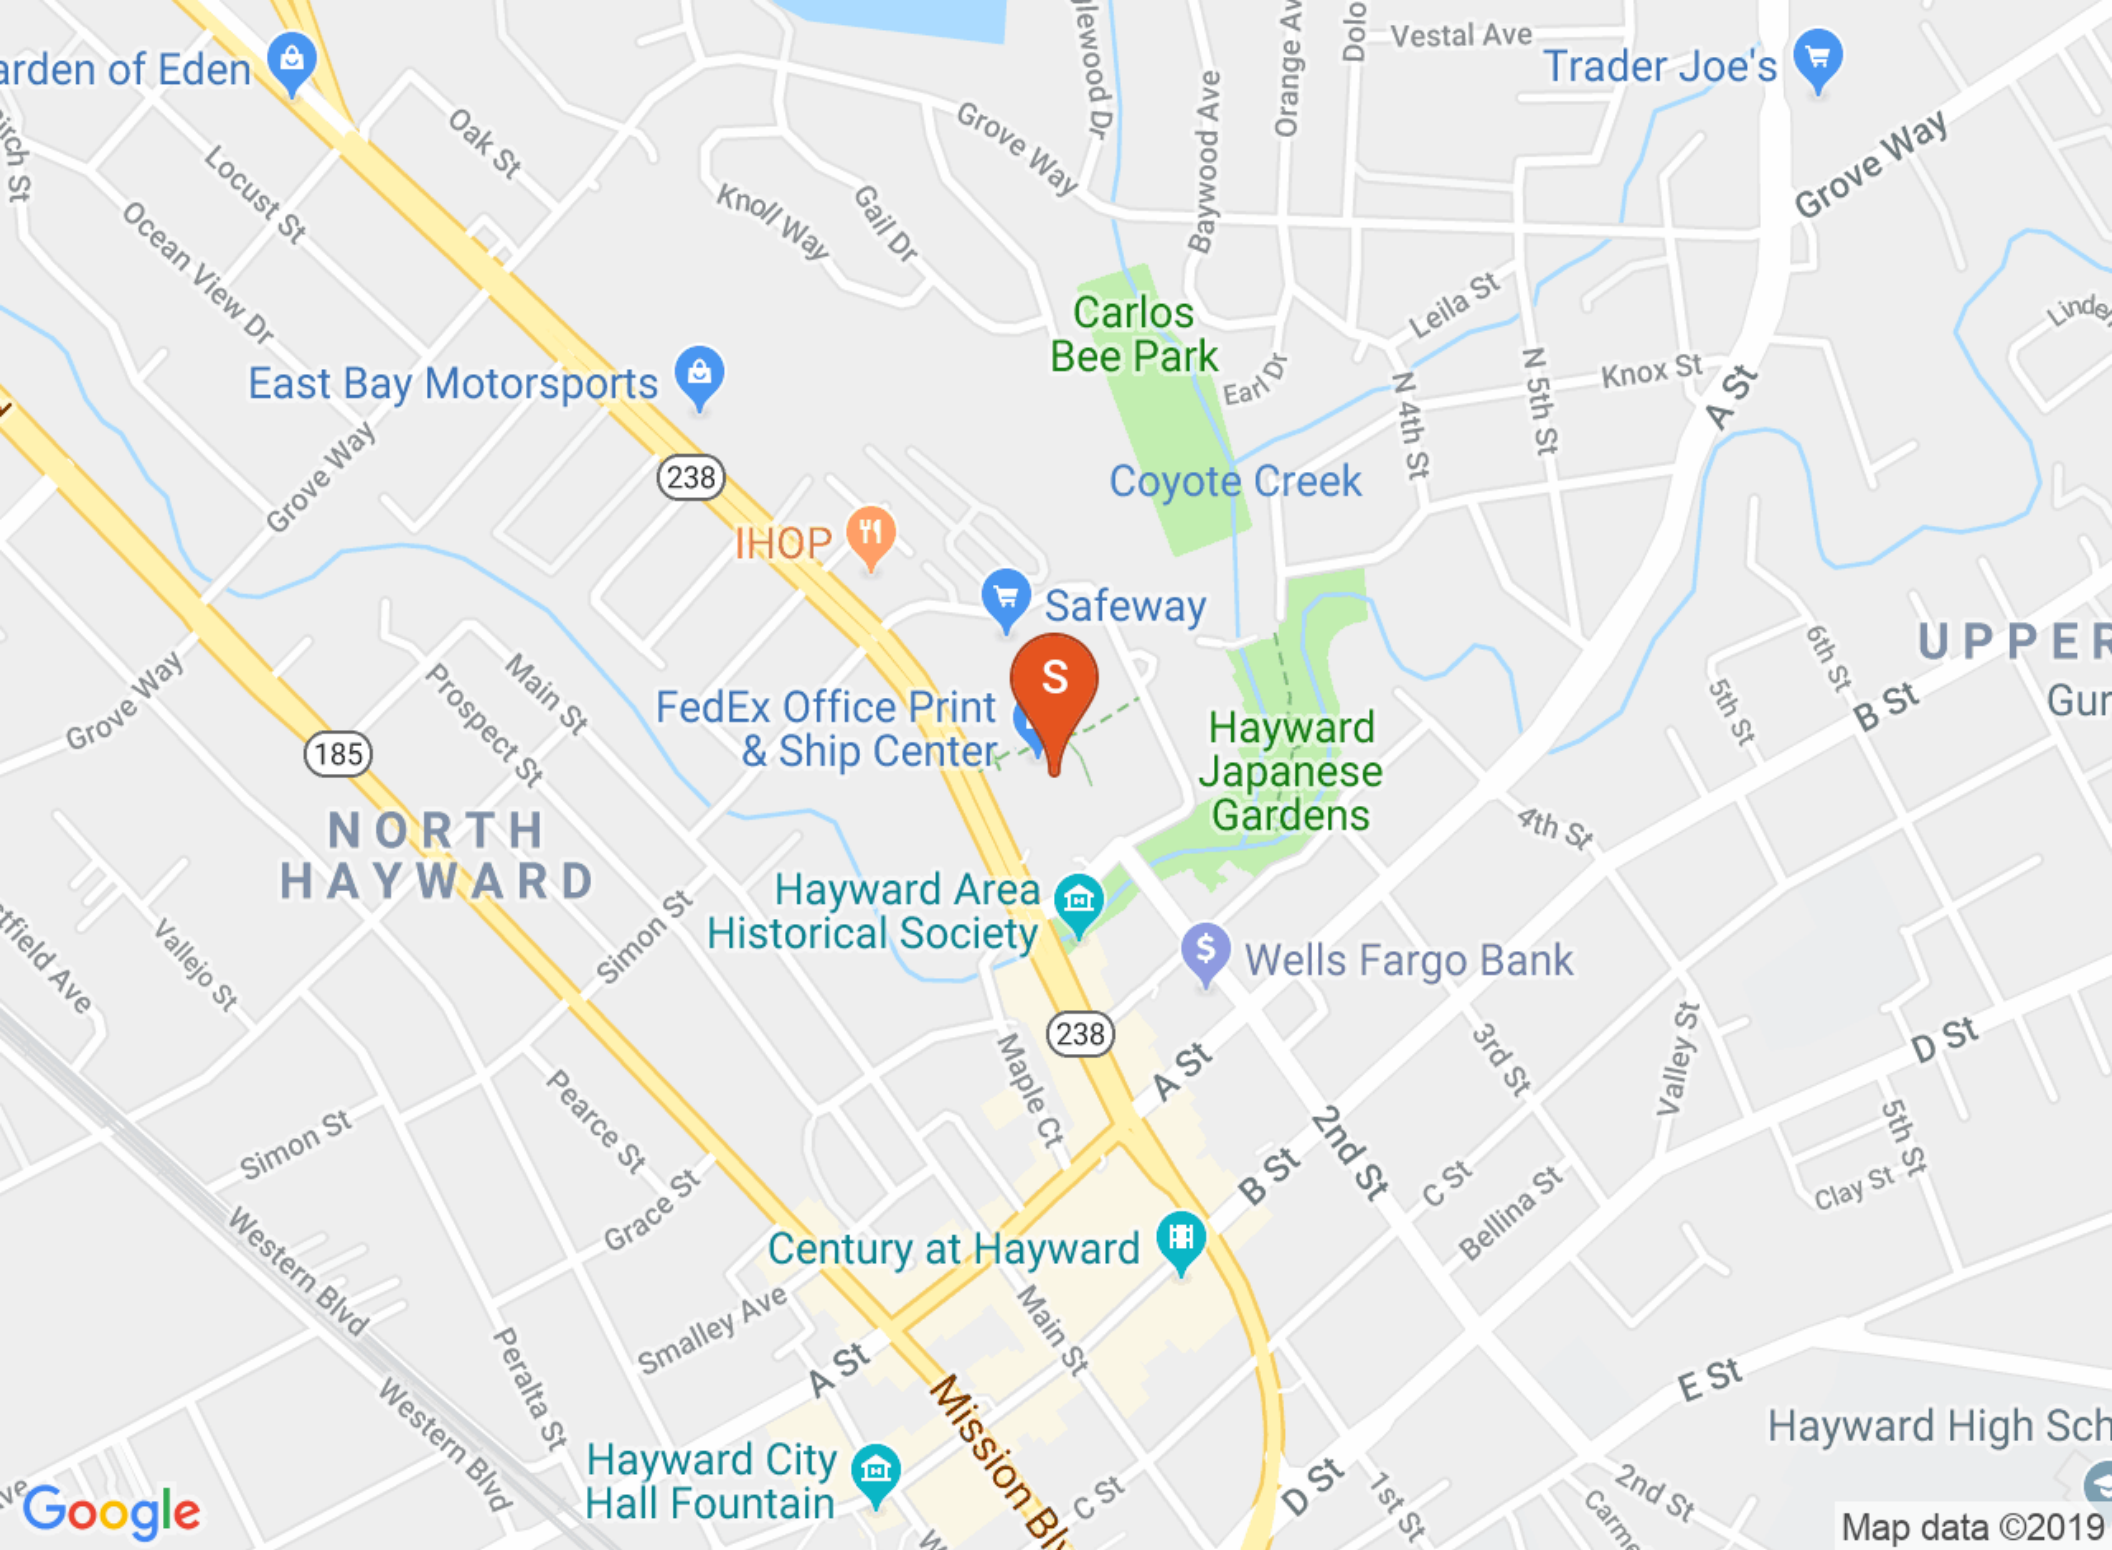 arden of Eden
Vestal Ave
Trader Joe's
Oak St
Locust St
Ocean View Dr
Grove Way
Knoll Way
Gail Dr
glewood Dr
Baywood Ave
Orange Av
Dolo
Grove Way
Carlos
Bee Park
Leila St
Earl Dr
N 4th St
N 5th St
Knox St
A St
East Bay Motorsports
238
Grove Way
IHOP
Coyote Creek
Safeway
S
FedEx Office Print
& Ship Center
Hayward
Japanese
Gardens
UPPER
6th St
5th St
B St
4th St
Grove Way
185
Prospect St
Main St
NORTH
HAYWARD
Simon St
Vallejo St
Hayward Area
Historical Society
Wells Fargo Bank
238
A St
Maple Ct
3rd St
Valley St
D St
5th St
Clay St
Pearce St
Simon St
Grace St
Western Blvd
2nd St
B St
C St
Bellina St
Century at Hayward
Smalley Ave
Main St
Peralta St
A St
E St
Western Blvd
Mission Blv
Hayward High Sch
Hayward City
Hall Fountain
C St
D St
1st St
2nd St
Google
Map data ©2019